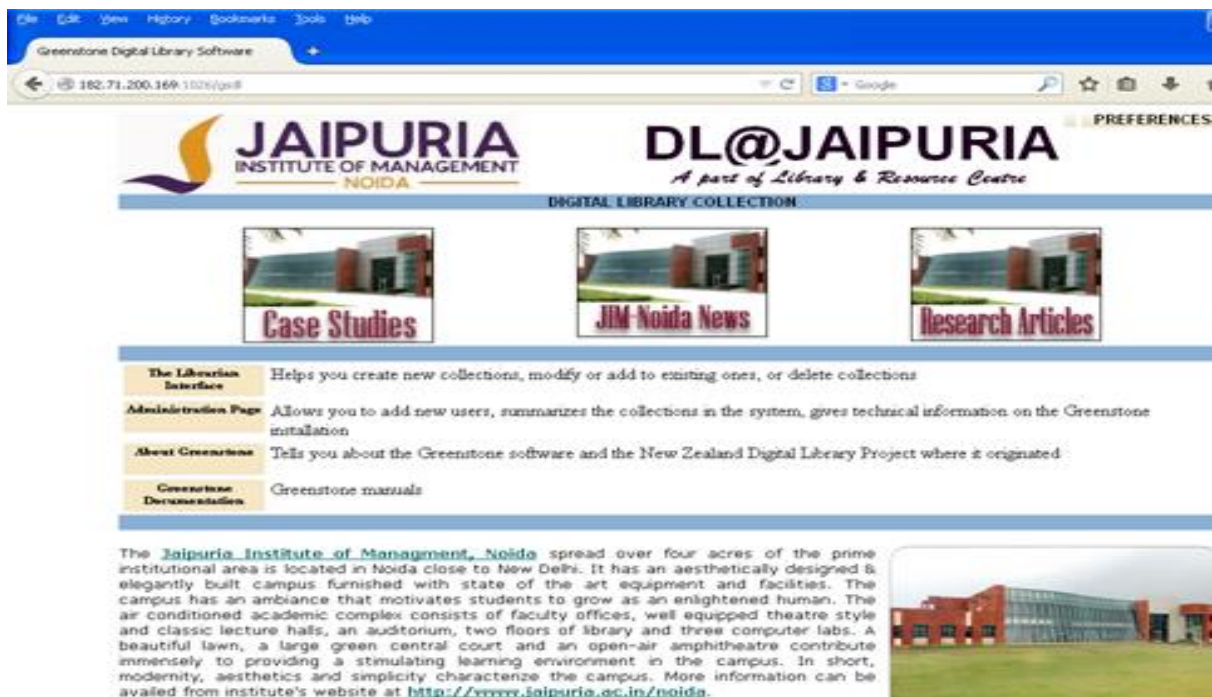 File Edit View History Bookmarks Tools Help
Greenstone Digital Library Software +
182.71.200.169:1026/gsdl
Google
PREFERENCES
JAIPURIA
INSTITUTE OF MANAGEMENT
NOIDA
DL@JAIPURIA
A part of Library & Resource Centre
DIGITAL LIBRARY COLLECTION
Case Studies
JIM-Noida News
Research Articles
The Librarian Interface Helps you create new collections, modify or add to existing ones, or delete collections
Administration Page Allows you to add new users, summarizes the collections in the system, gives technical information on the Greenstone
installation
About Greenstone Tells you about the Greenstone software and the New Zealand Digital Library Project where it originated
Greenstone Documentation Greenstone manuals
The Jaipuria Institute of Managment, Noida spread over four acres of the prime
institutional area is located in Noida close to New Delhi. It has an aesthetically designed &
elegantly built campus furnished with state of the art equipment and facilities. The
campus has an ambiance that motivates students to grow as an enlightened human. The
air conditioned academic complex consists of faculty offices, well equipped theatre style
and classic lecture halls, an auditorium, two floors of library and three computer labs. A
beautiful lawn, a large green central court and an open-air amphitheatre contribute
immensely to providing a stimulating learning environment in the campus. In short,
modernity, aesthetics and simplicity characterize the campus. More information can be
availed from institute's website at http://www.jaipuria.ac.in/noida.